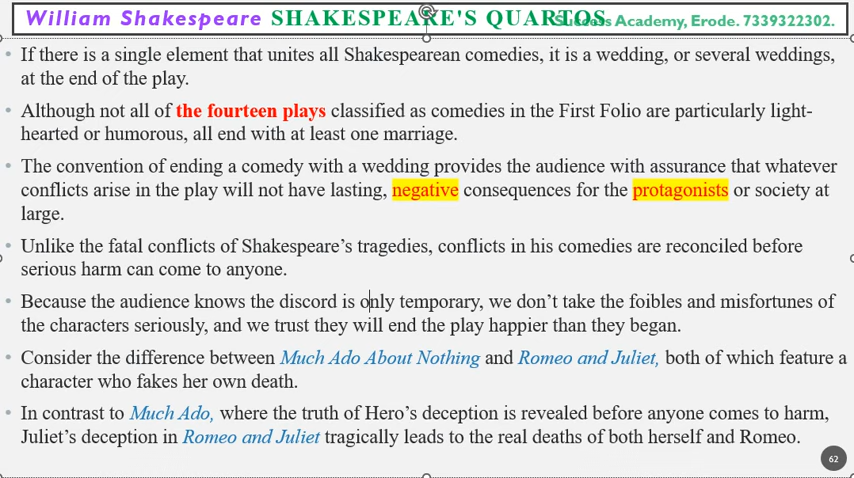 William Shakespeare SHAKESPEARE'S QUARTOS Success Academy, Erode. 7339322302.
• If there is a single element that unites all Shakespearean comedies, it is a wedding, or several weddings,
at the end of the play.
• Although not all of the fourteen plays classified as comedies in the First Folio are particularly light-
hearted or humorous, all end with at least one marriage.
• The convention of ending a comedy with a wedding provides the audience with assurance that whatever
conflicts arise in the play will not have lasting, negative consequences for the protagonists or society at
large.
• Unlike the fatal conflicts of Shakespeare’s tragedies, conflicts in his comedies are reconciled before
serious harm can come to anyone.
• Because the audience knows the discord is only temporary, we don’t take the foibles and misfortunes of
the characters seriously, and we trust they will end the play happier than they began.
• Consider the difference between Much Ado About Nothing and Romeo and Juliet, both of which feature a
character who fakes her own death.
• In contrast to Much Ado, where the truth of Hero’s deception is revealed before anyone comes to harm,
Juliet’s deception in Romeo and Juliet tragically leads to the real deaths of both herself and Romeo.
62